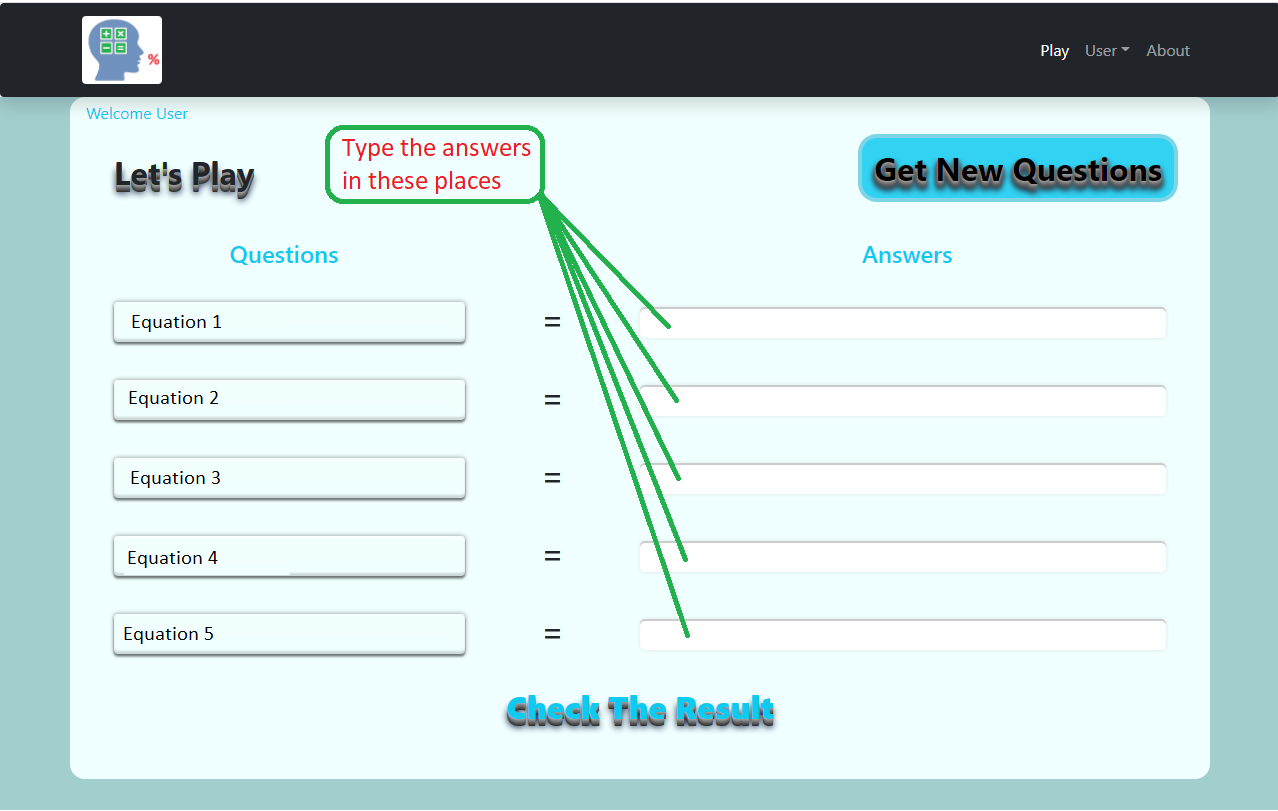 %
Play User About
Welcome User
Type the answers
in these places
Let's Play
Get New Questions
Questions Answers
Equation 1 =
Equation 2 =
Equation 3 =
Equation 4 =
Equation 5 =
Check The Result